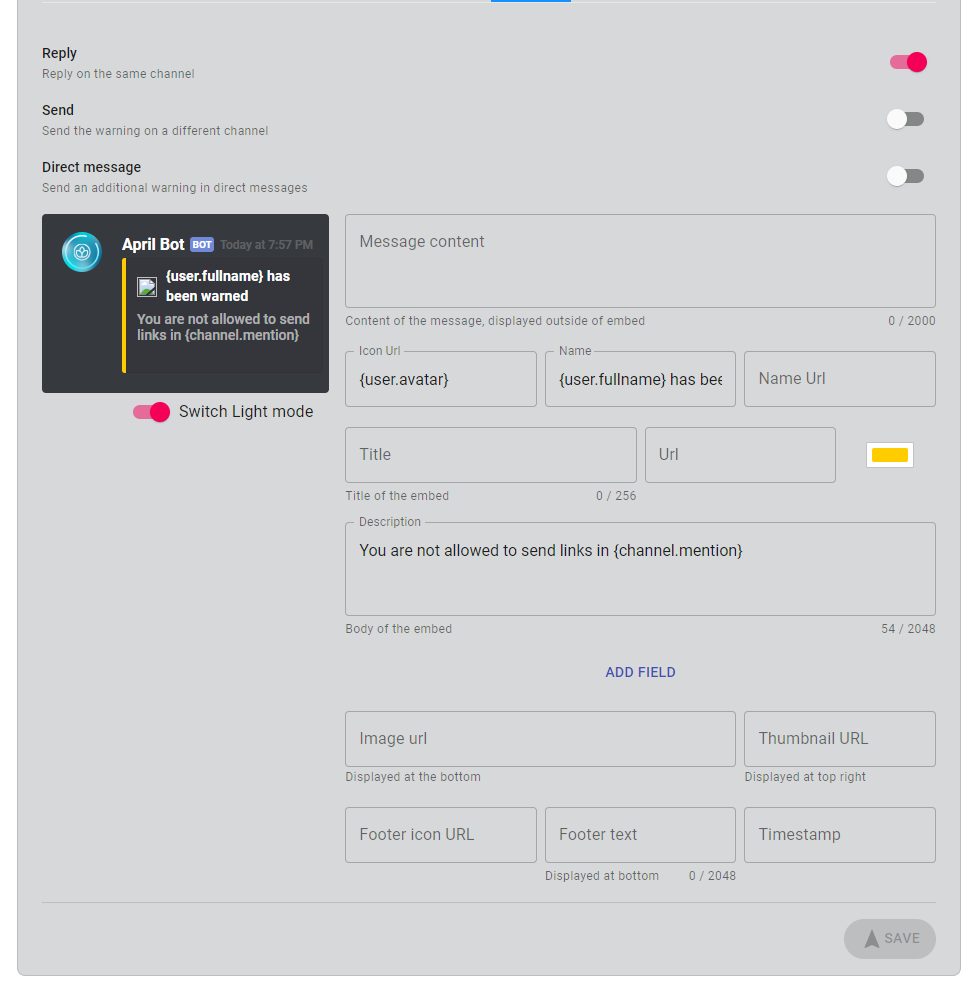 Reply
Reply on the same channel
Send
Send the warning on a different channel
Direct message
Send an additional warning in direct messages
April Bot BOT Today at 7:57 PM
{user.fullname} has
been warned
You are not allowed to send
links in {channel.mention}
Switch Light mode
Message content
Content of the message, displayed outside of embed 0 / 2000
Icon Url Name
{user.avatar} {user.fullname} has bee Name Url
Title Url
Title of the embed 0 / 256
Description
You are not allowed to send links in {channel.mention}
Body of the embed 54 / 2048
ADD FIELD
Image url Thumbnail URL
Displayed at the bottom Displayed at top right
Footer icon URL Footer text Timestamp
Displayed at bottom 0 / 2048
SAVE